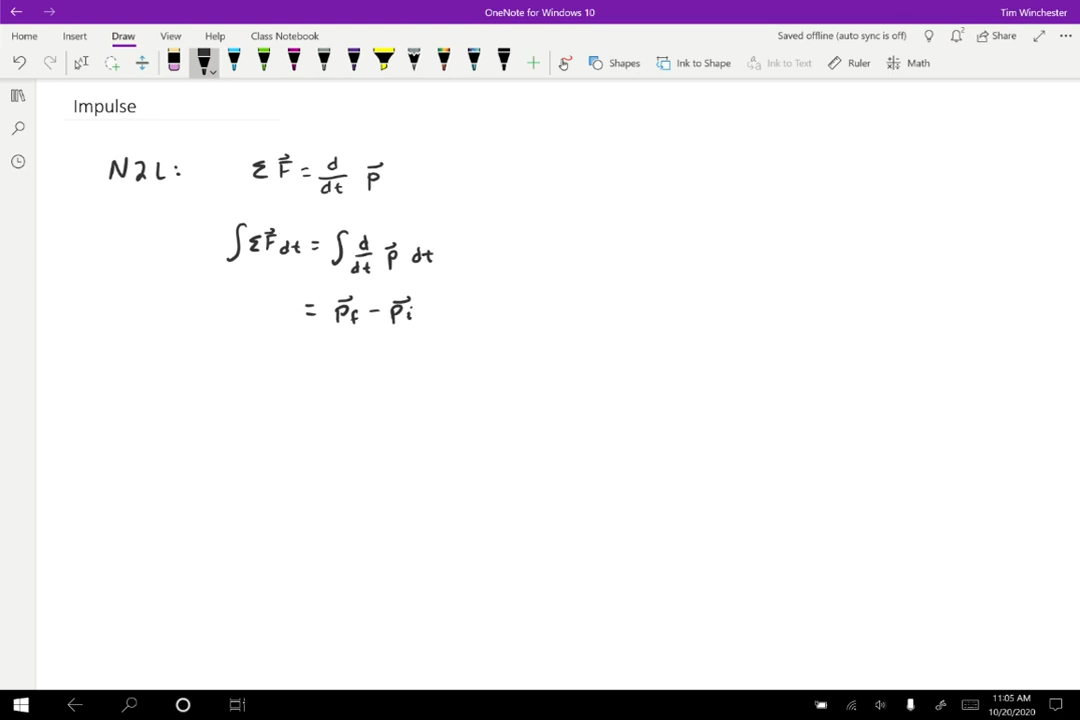 OneNote for Windows 10
Tim Winchester
Home Insert Draw View Help Class Notebook
Saved offline (auto sync is off) Share
Shapes Ink to Shape Ink to Text Ruler Math
Impulse
N2L: Σ F⃗ = d/dt p⃗
∫ΣF⃗ dt = ∫ d/dt p⃗ dt
= p⃗f - p⃗i
11:05 AM
10/20/2020